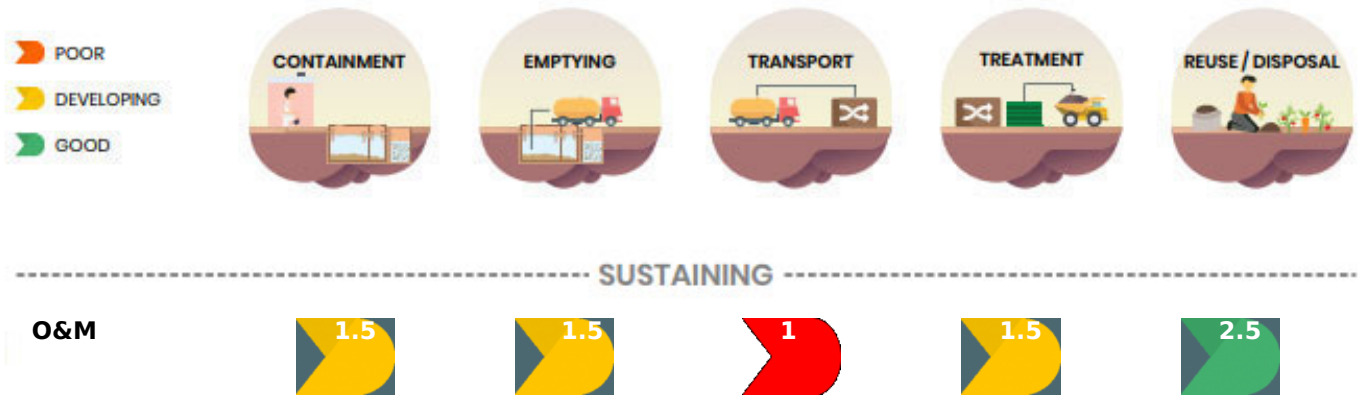 POOR
DEVELOPING
GOOD
CONTAINMENT
EMPTYING
TRANSPORT
TREATMENT
REUSE / DISPOSAL
SUSTAINING
O&M
1.5
1.5
1
1.5
2.5